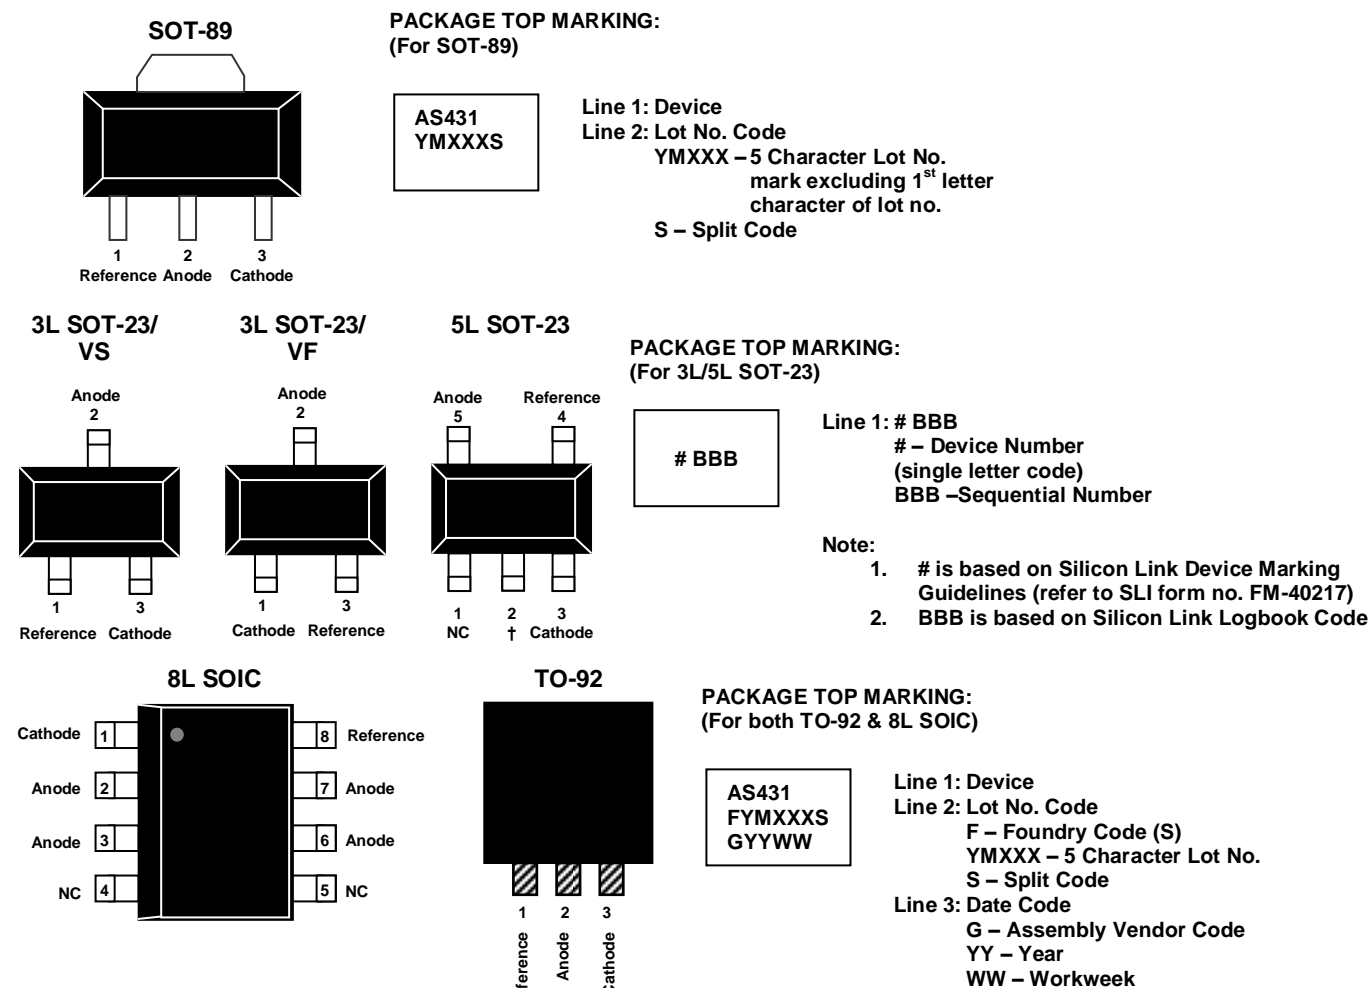 SOT-89
PACKAGE TOP MARKING:
(For SOT-89)
AS431
YMXXXS
Line 1: Device
Line 2: Lot No. Code
YMXXX – 5 Character Lot No.
mark excluding 1st letter
character of lot no.
S – Split Code
1 2 3
Reference Anode Cathode
3L SOT-23/
VS
Anode
2
1 3
Reference Cathode
3L SOT-23/
VF
Anode
2
1 3
Cathode Reference
5L SOT-23
Anode Reference
5 4
1 2 3
NC † Cathode
PACKAGE TOP MARKING:
(For 3L/5L SOT-23)
# BBB
Line 1: # BBB
# – Device Number
(single letter code)
BBB –Sequential Number
Note:
1. # is based on Silicon Link Device Marking
Guidelines (refer to SLI form no. FM-40217)
2. BBB is based on Silicon Link Logbook Code
8L SOIC
Cathode 1 8 Reference
Anode 2 7 Anode
Anode 3 6 Anode
NC 4 5 NC
TO-92
1 2 3
Anode
PACKAGE TOP MARKING:
(For both TO-92 & 8L SOIC)
AS431
FYMXXXS
GYYWW
Line 1: Device
Line 2: Lot No. Code
F – Foundry Code (S)
YMXXX – 5 Character Lot No.
S – Split Code
Line 3: Date Code
G – Assembly Vendor Code
YY – Year
WW – Workweek